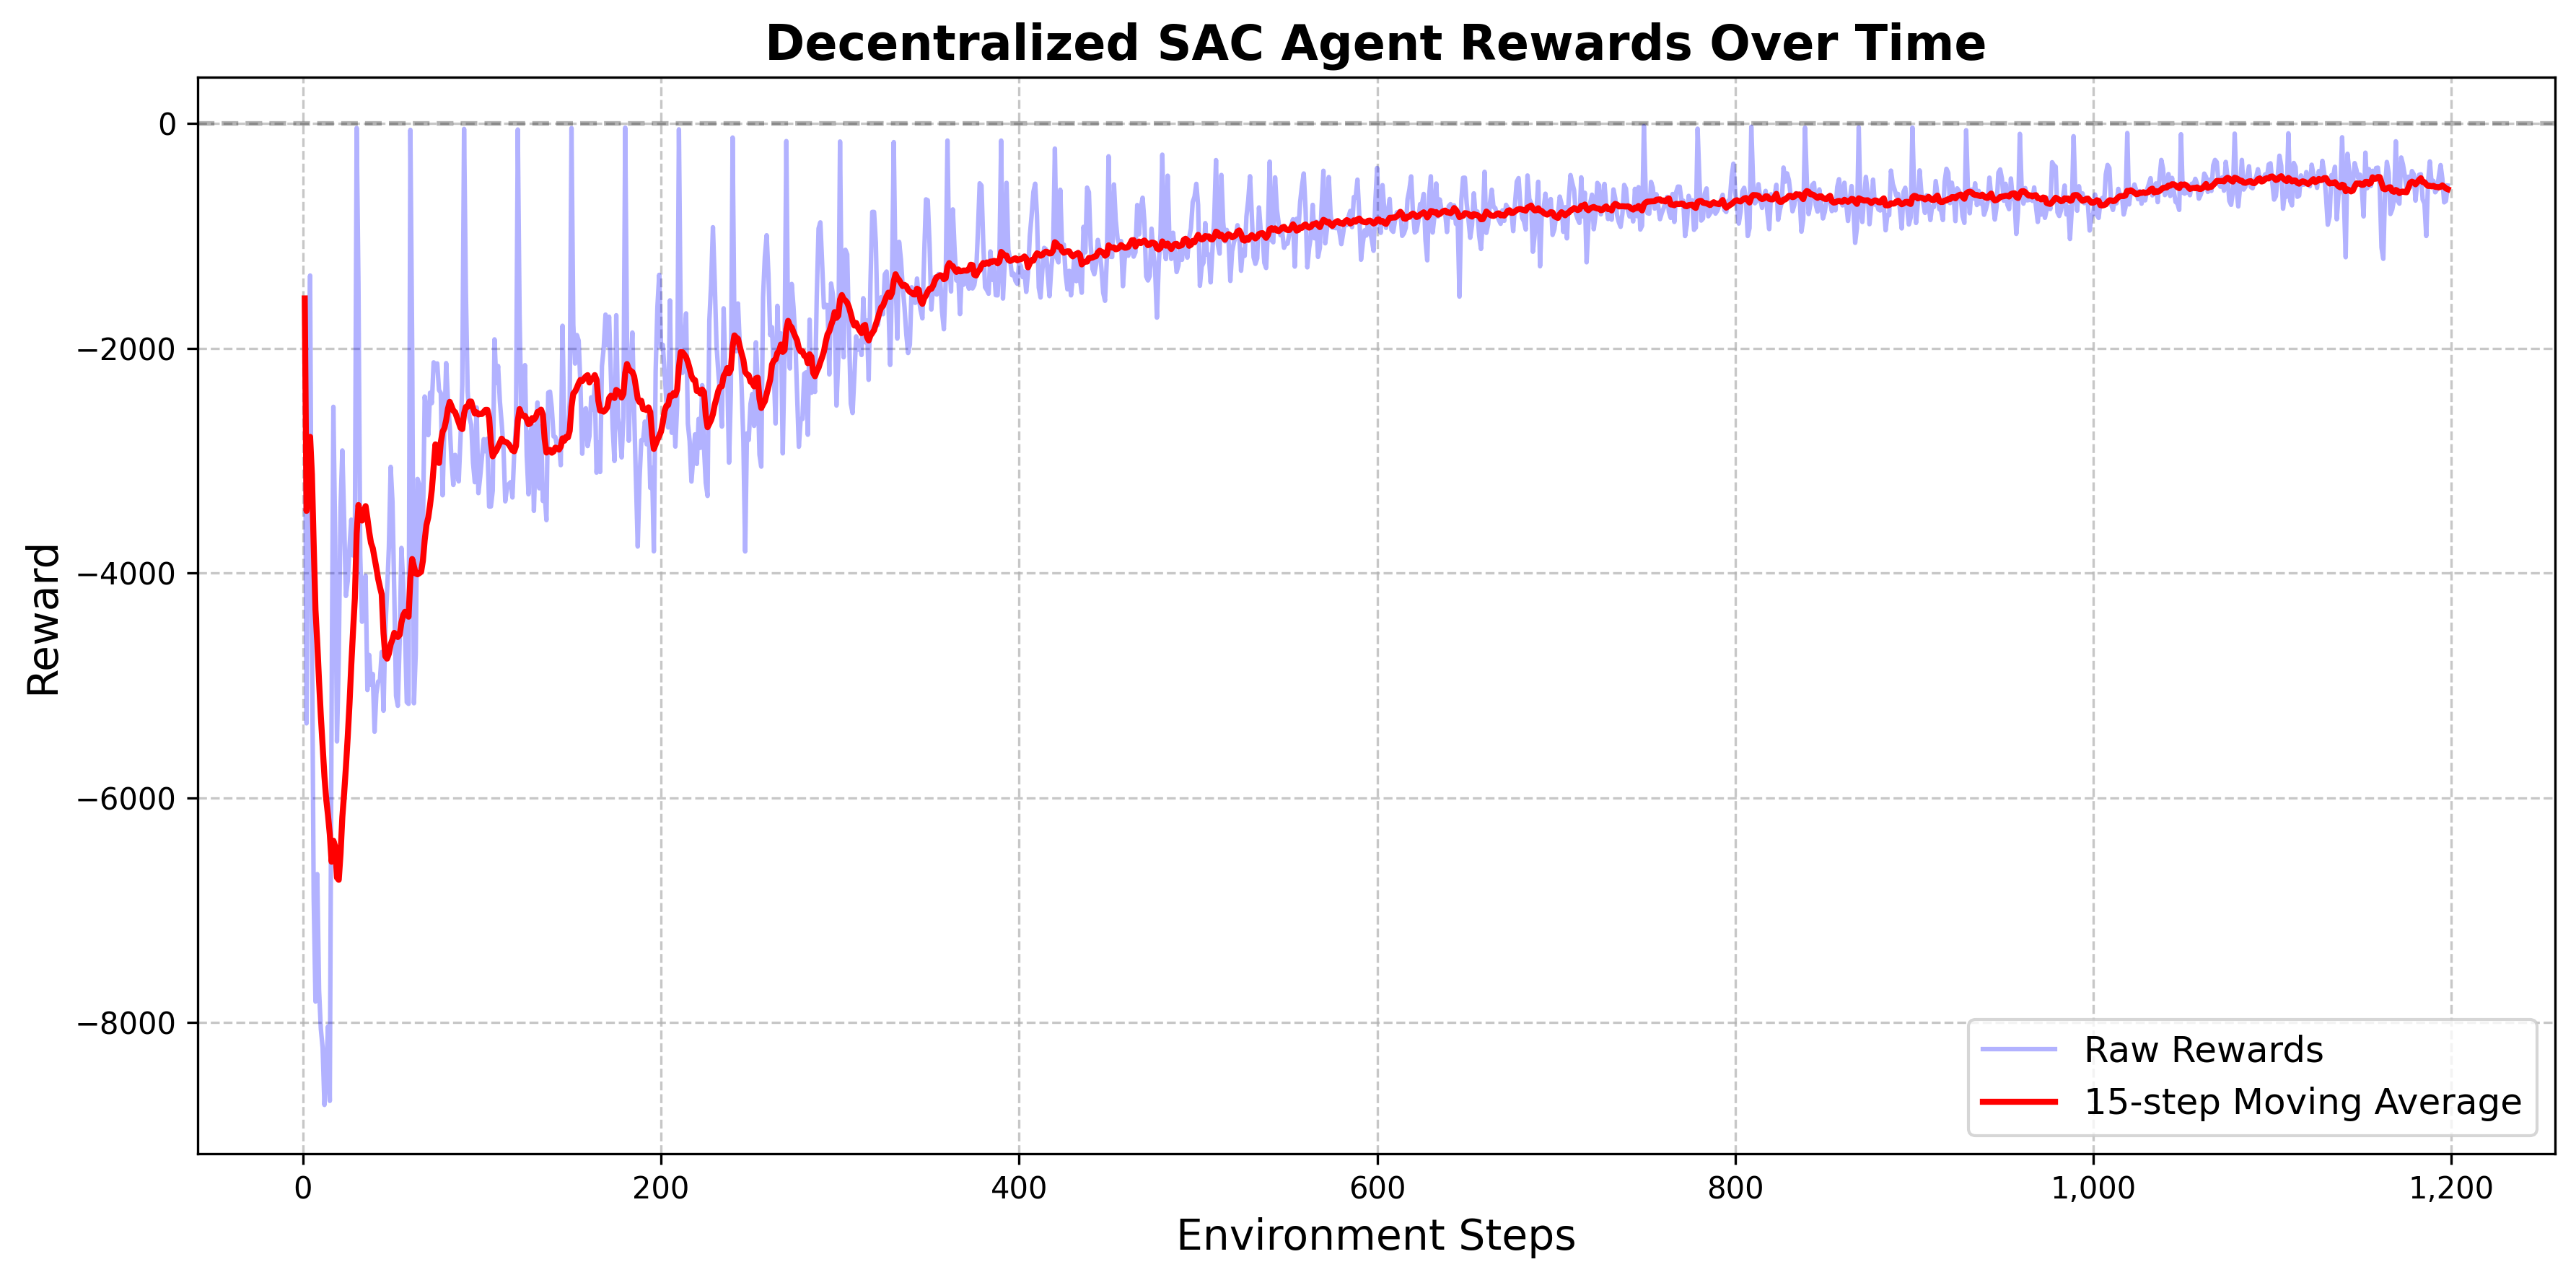 Decentralized SAC Agent Rewards Over Time
0
−2000
−4000
−6000
−8000
Reward
0
200
400
600
800
1,000
1,200
Environment Steps
Raw Rewards
15-step Moving Average